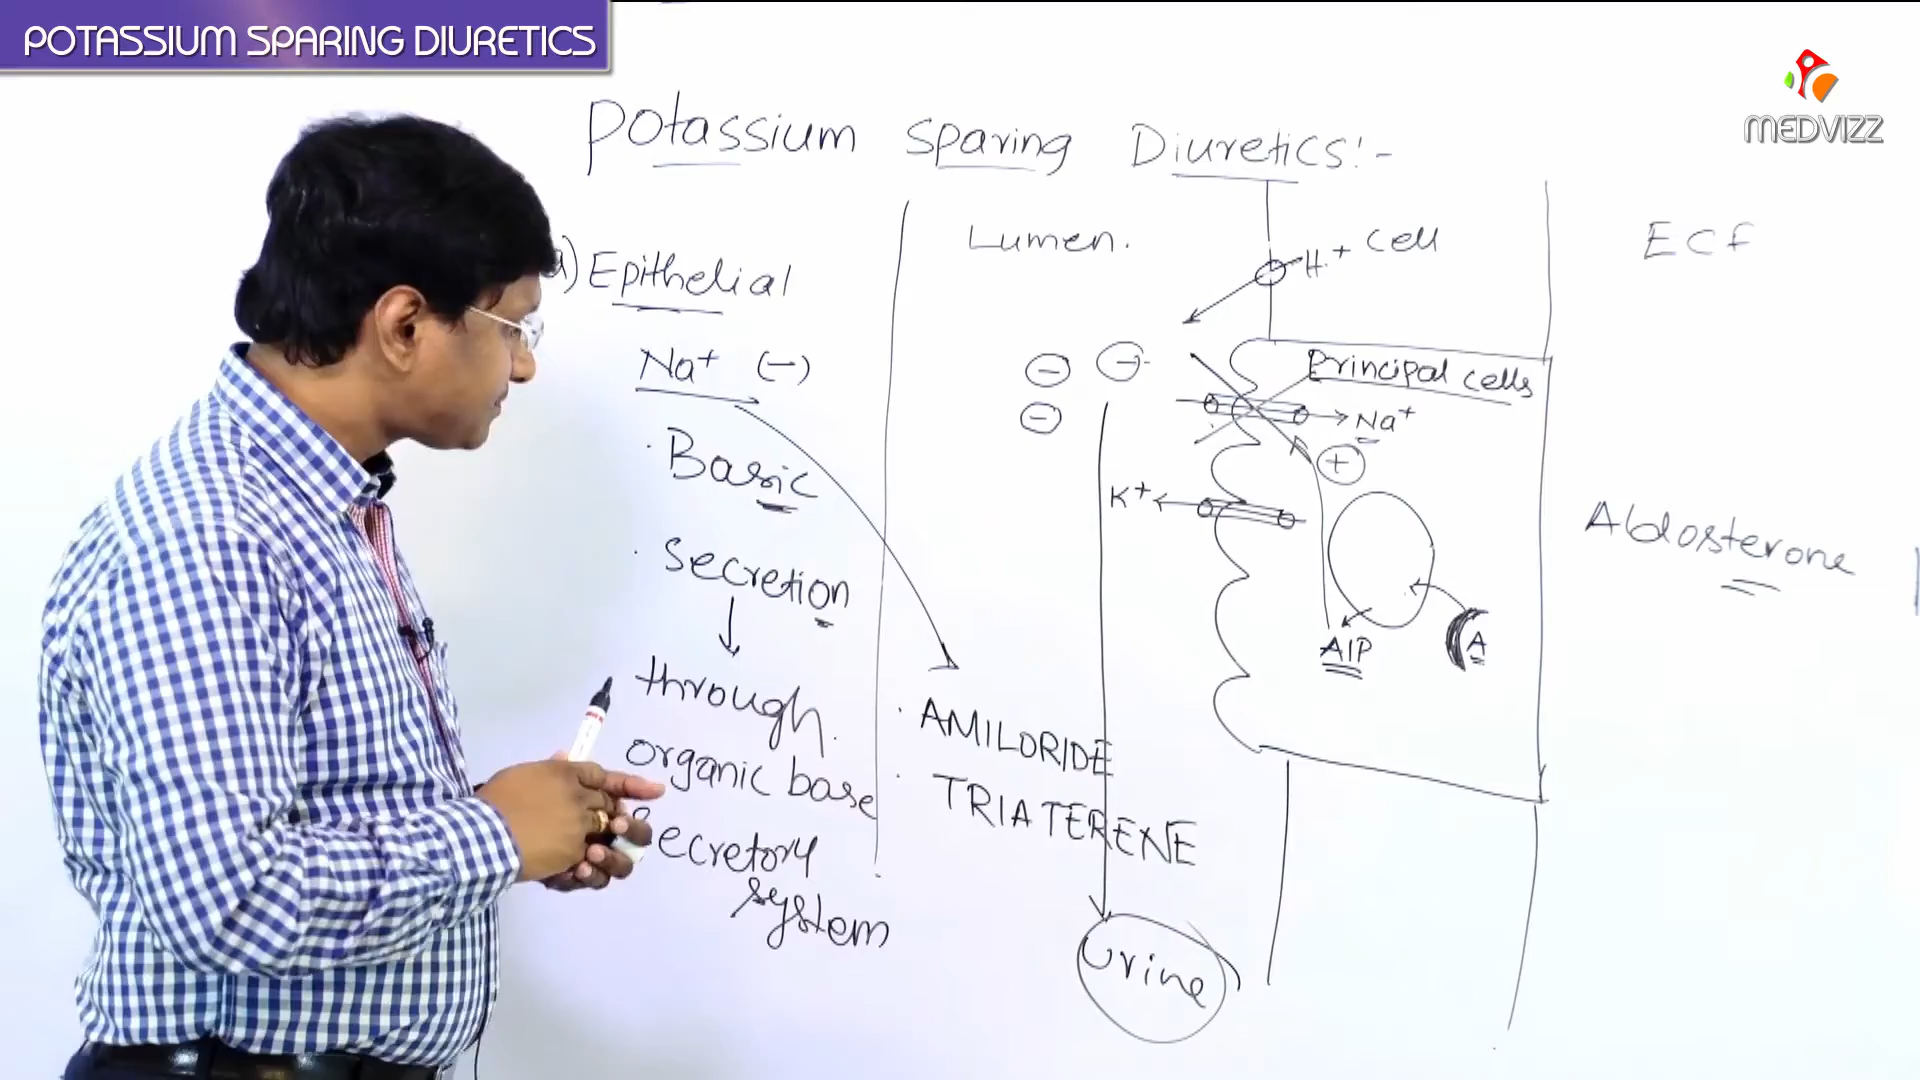 POTASSIUM SPARING DIURETICS
MEDVIZZ
Potassium Sparing Diuretics:-
a) Epithelial
Na+ (-)
. Basic
. Secretion
↓
through
organic base
Secretory
system
Lumen.
H+
Cell
ECF
Principal cells
Na+
+
K+
AIP
A
Aldosterone
. AMILORIDE
. TRIATERENE
Urine